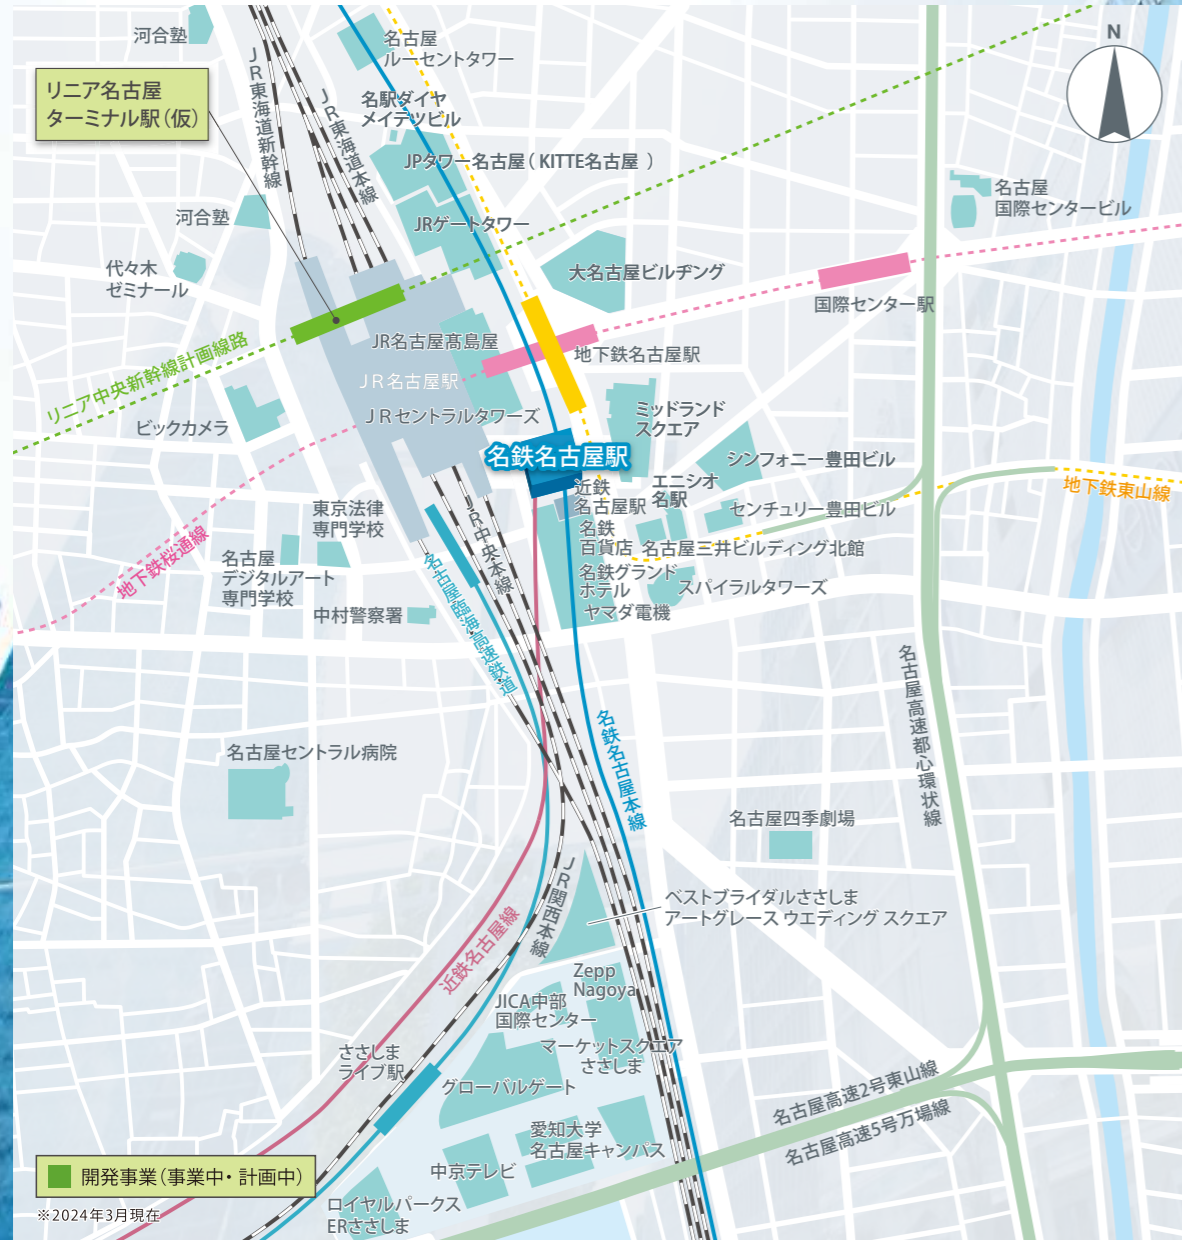 河合塾
名古屋
ルーセントタワー
N
リニア名古屋
ターミナル駅（仮）
JR東海道新幹線
JR東海道本線
名駅ダイヤ
メイテツビル
JPタワー名古屋（KITTE名古屋 ）
名古屋
国際センタービル
河合塾
JRゲートタワー
代々木
ゼミナール
大名古屋ビルヂング
国際センター駅
リニア中央新幹線計画線路
JR名古屋髙島屋
地下鉄名古屋駅
JR名古屋駅
JRセントラルタワーズ
ミッドランド
スクエア
ビックカメラ
名鉄名古屋駅
シンフォニー豊田ビル
近鉄
名古屋駅
エニシオ
名駅
地下鉄東山線
センチュリー豊田ビル
東京法律
専門学校
JR中央本線
名鉄
百貨店
名古屋三井ビルディング北館
地下鉄桜通線
名古屋
デジタルアート
専門学校
名鉄グランド
ホテル
スパイラルタワーズ
ヤマダ電機
中村警察署
名古屋臨海高速鉄道
名古屋高速都心環状線
名鉄名古屋本線
名古屋セントラル病院
名古屋四季劇場
JR関西本線
ベストブライダルささしま
アートグレース ウエディング スクエア
近鉄名古屋線
Zepp
Nagoya
JICA中部
国際センター
マーケットスクエア
ささしま
ささしま
ライブ駅
グローバルゲート
名古屋高速2号東山線
名古屋高速5号万場線
愛知大学
名古屋キャンパス
中京テレビ
開発事業（事業中・計画中）
ロイヤルパークス
ERささしま
※2024年3月現在